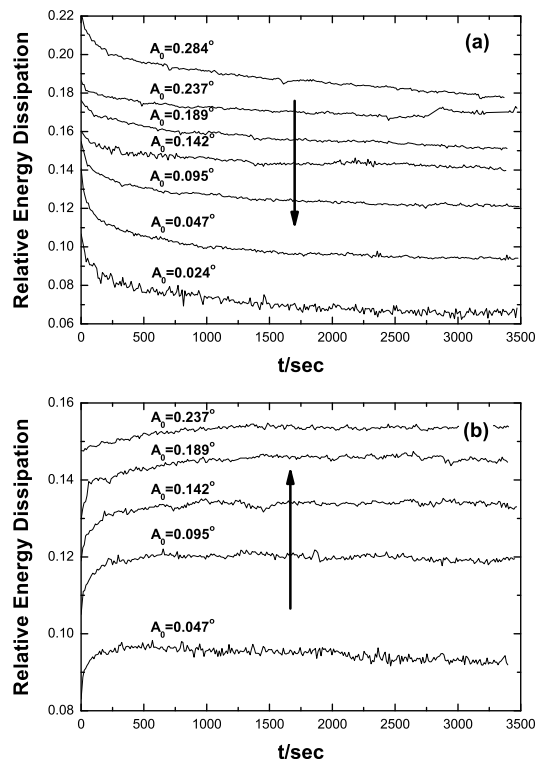 Relative Energy Dissipation
0.22
0.20
0.18
0.16
0.14
0.12
0.10
0.08
0.06
(a)
A0=0.284°
A0=0.237°
A0=0.189°
A0=0.142°
A0=0.095°
A0=0.047°
A0=0.024°
0 500 1000 1500 2000 2500 3000 3500
t/sec
Relative Energy Dissipation
0.16
0.14
0.12
0.10
0.08
(b)
A0=0.237°
A0=0.189°
A0=0.142°
A0=0.095°
A0=0.047°
0 500 1000 1500 2000 2500 3000 3500
t/sec